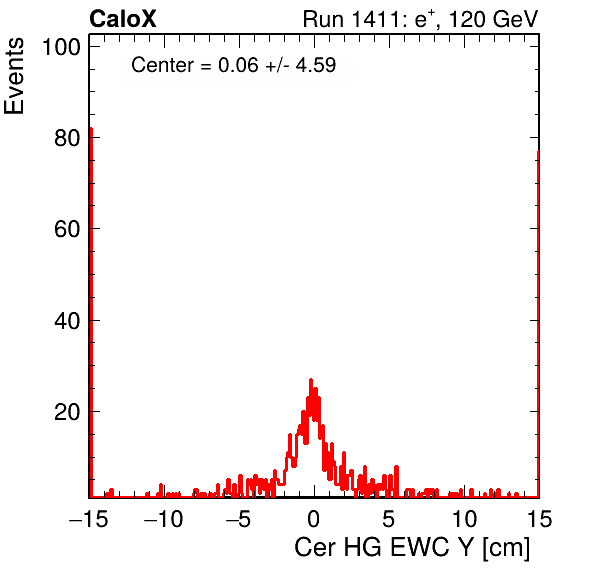 CaloX
Run 1411: e+, 120 GeV
Events
Center = 0.06 +/- 4.59
100
80
60
40
20
−15 −10 −5 0 5 10 15
Cer HG EWC Y [cm]